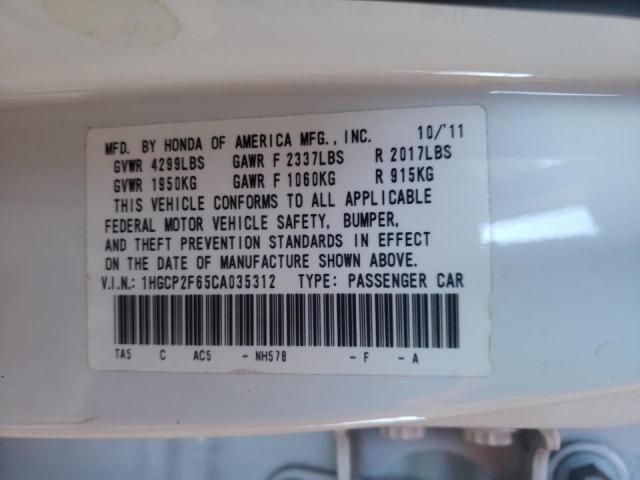 MFD. BY HONDA OF AMERICA MFG., INC. 10/'11
GVWR 4299LBS GAWR F 2337LBS R 2017LBS
GVWR 1950KG GAWR F 1060KG R 915KG
THIS VEHICLE CONFORMS TO ALL APPLICABLE
FEDERAL MOTOR VEHICLE SAFETY, BUMPER,
AND THEFT PREVENTION STANDARDS IN EFFECT
ON THE DATE OF MANUFACTURE SHOWN ABOVE.
V.I.N.: 1HGCP2F65CA035312 TYPE: PASSENGER CAR
TA5 C AC5 - NH578 - F - A